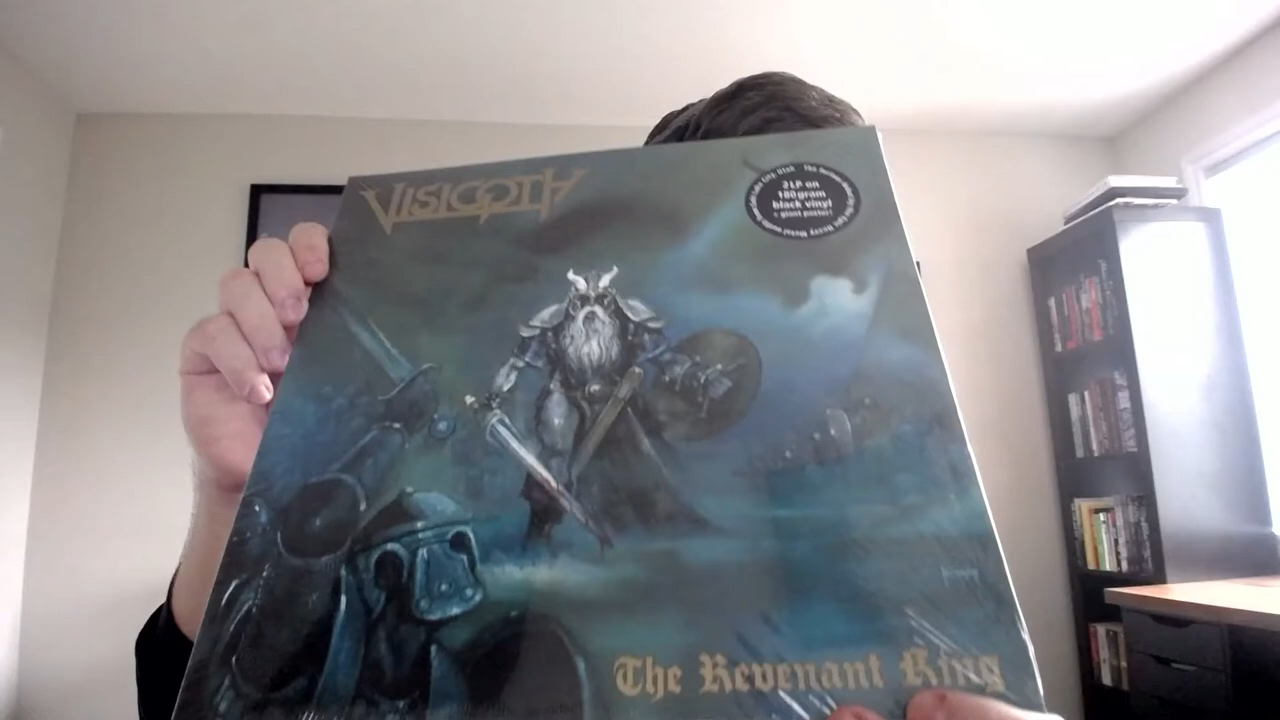 VISIGOTH
2LP on
180 gram
black vinyl
+ giant poster!
The Revenant King